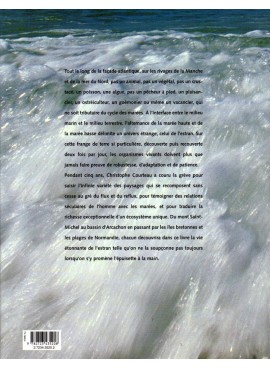 Tout le long de la façade atlantique, sur les rivages de la Manche
et de la mer du Nord, pas un animal, pas un végétal, pas un crus-
tacé, un poisson, une algue, pas un pêcheur à pied, un plaisan-
cier, un ostréiculteur, un goémonier ou même un vacancier, qui
ne soit tributaire du cycle des marées. A l'interface entre le milieu
marin et le milieu terrestre, l'alternance de la marée haute et de
la marée basse délimite un univers étrange, celui de l'estran. Sur
cette frange de terre si particulière, découverte puis recouverte
deux fois par jour, les organismes vivants doivent plus que
jamais faire preuve de robustesse, d'adaptation et de patience.
Pendant cinq ans, Christophe Courteau a couru la grève pour
saisir l'infinie variété des paysages qui se recomposent sans
cesse au gré du flux et du reflux, pour témoigner des relations
séculaires de l'homme avec les marées, et pour traduire la
richesse exceptionnelle d'un écosystème unique. Du mont Saint-
Michel au bassin d'Arcachon en passant par les îles bretonnes et
les plages de Normandie, chacun découvrira dans ce livre la vie
étonnante de l'estran telle qu'on ne la soupçonne pas toujours
lorsqu'on s'y promène l'épuisette à la main.